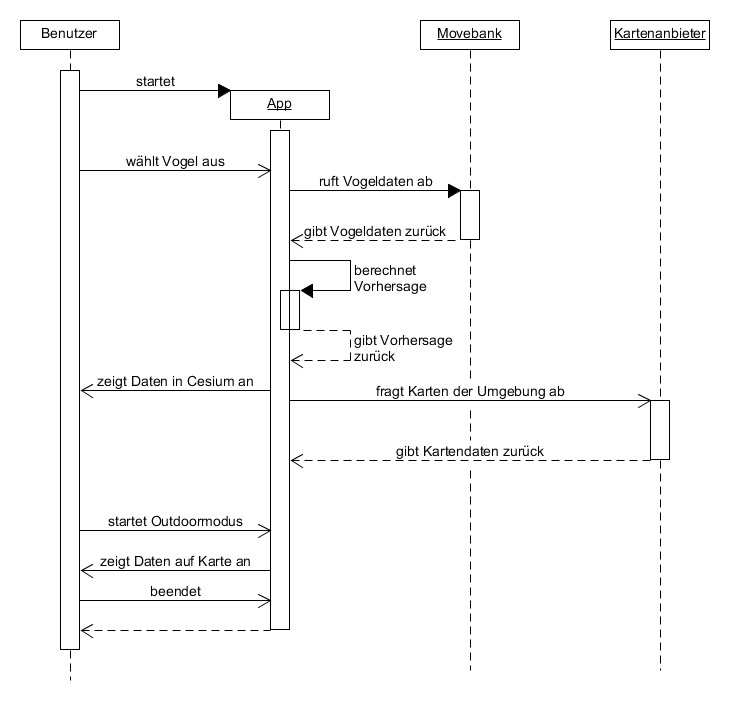 Benutzer
Movebank
Kartenanbieter
startet
App
wählt Vogel aus
ruft Vogeldaten ab
gibt Vogeldaten zurück
berechnet
Vorhersage
gibt Vorhersage
zurück
zeigt Daten in Cesium an
fragt Karten der Umgebung ab
gibt Kartendaten zurück
startet Outdoormodus
zeigt Daten auf Karte an
beendet